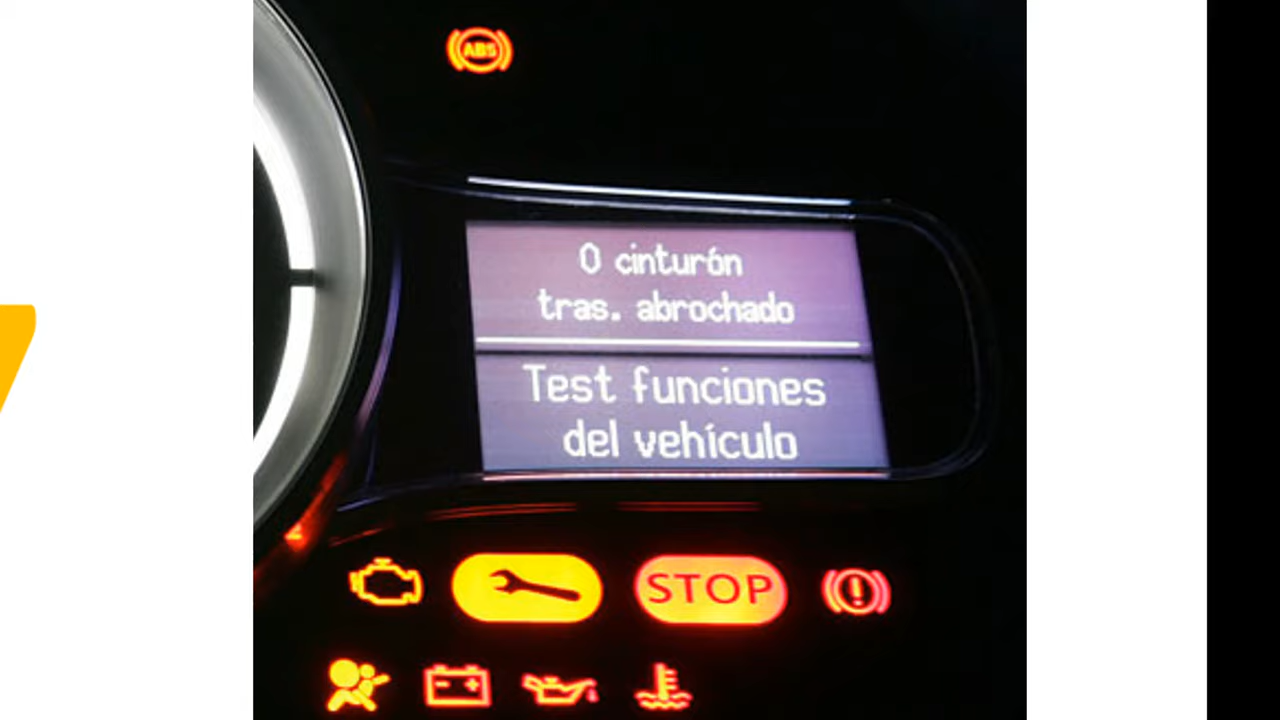 ABS
0 cinturón
tras. abrochado
Test funciones
del vehículo
STOP